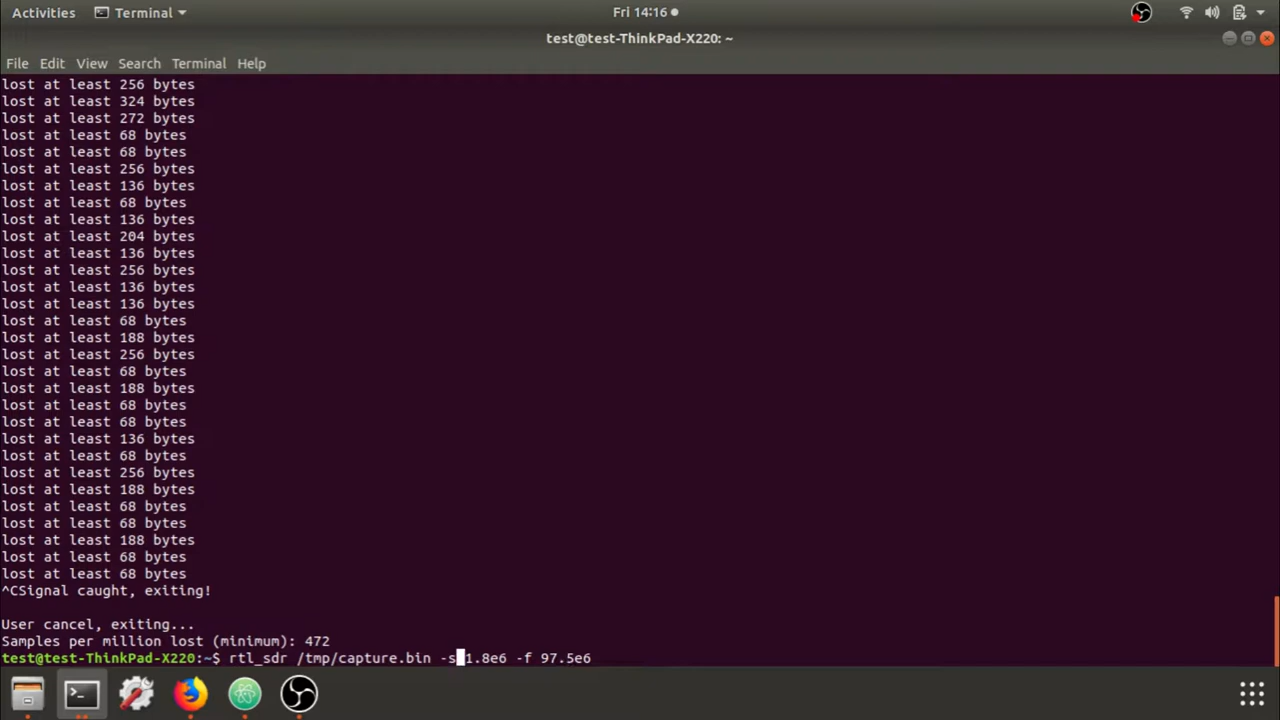 Activities Terminal Fri 14:16
test@test-ThinkPad-X220: ~
File Edit View Search Terminal Help
lost at least 256 bytes
lost at least 324 bytes
lost at least 272 bytes
lost at least 68 bytes
lost at least 68 bytes
lost at least 256 bytes
lost at least 136 bytes
lost at least 68 bytes
lost at least 136 bytes
lost at least 204 bytes
lost at least 136 bytes
lost at least 256 bytes
lost at least 136 bytes
lost at least 136 bytes
lost at least 68 bytes
lost at least 188 bytes
lost at least 256 bytes
lost at least 68 bytes
lost at least 188 bytes
lost at least 68 bytes
lost at least 68 bytes
lost at least 136 bytes
lost at least 68 bytes
lost at least 256 bytes
lost at least 188 bytes
lost at least 68 bytes
lost at least 68 bytes
lost at least 188 bytes
lost at least 68 bytes
lost at least 68 bytes
^CSignal caught, exiting!
User cancel, exiting...
Samples per million lost (minimum): 472
test@test-ThinkPad-X220:~$ rtl_sdr /tmp/capture.bin -s 1.8e6 -f 97.5e6